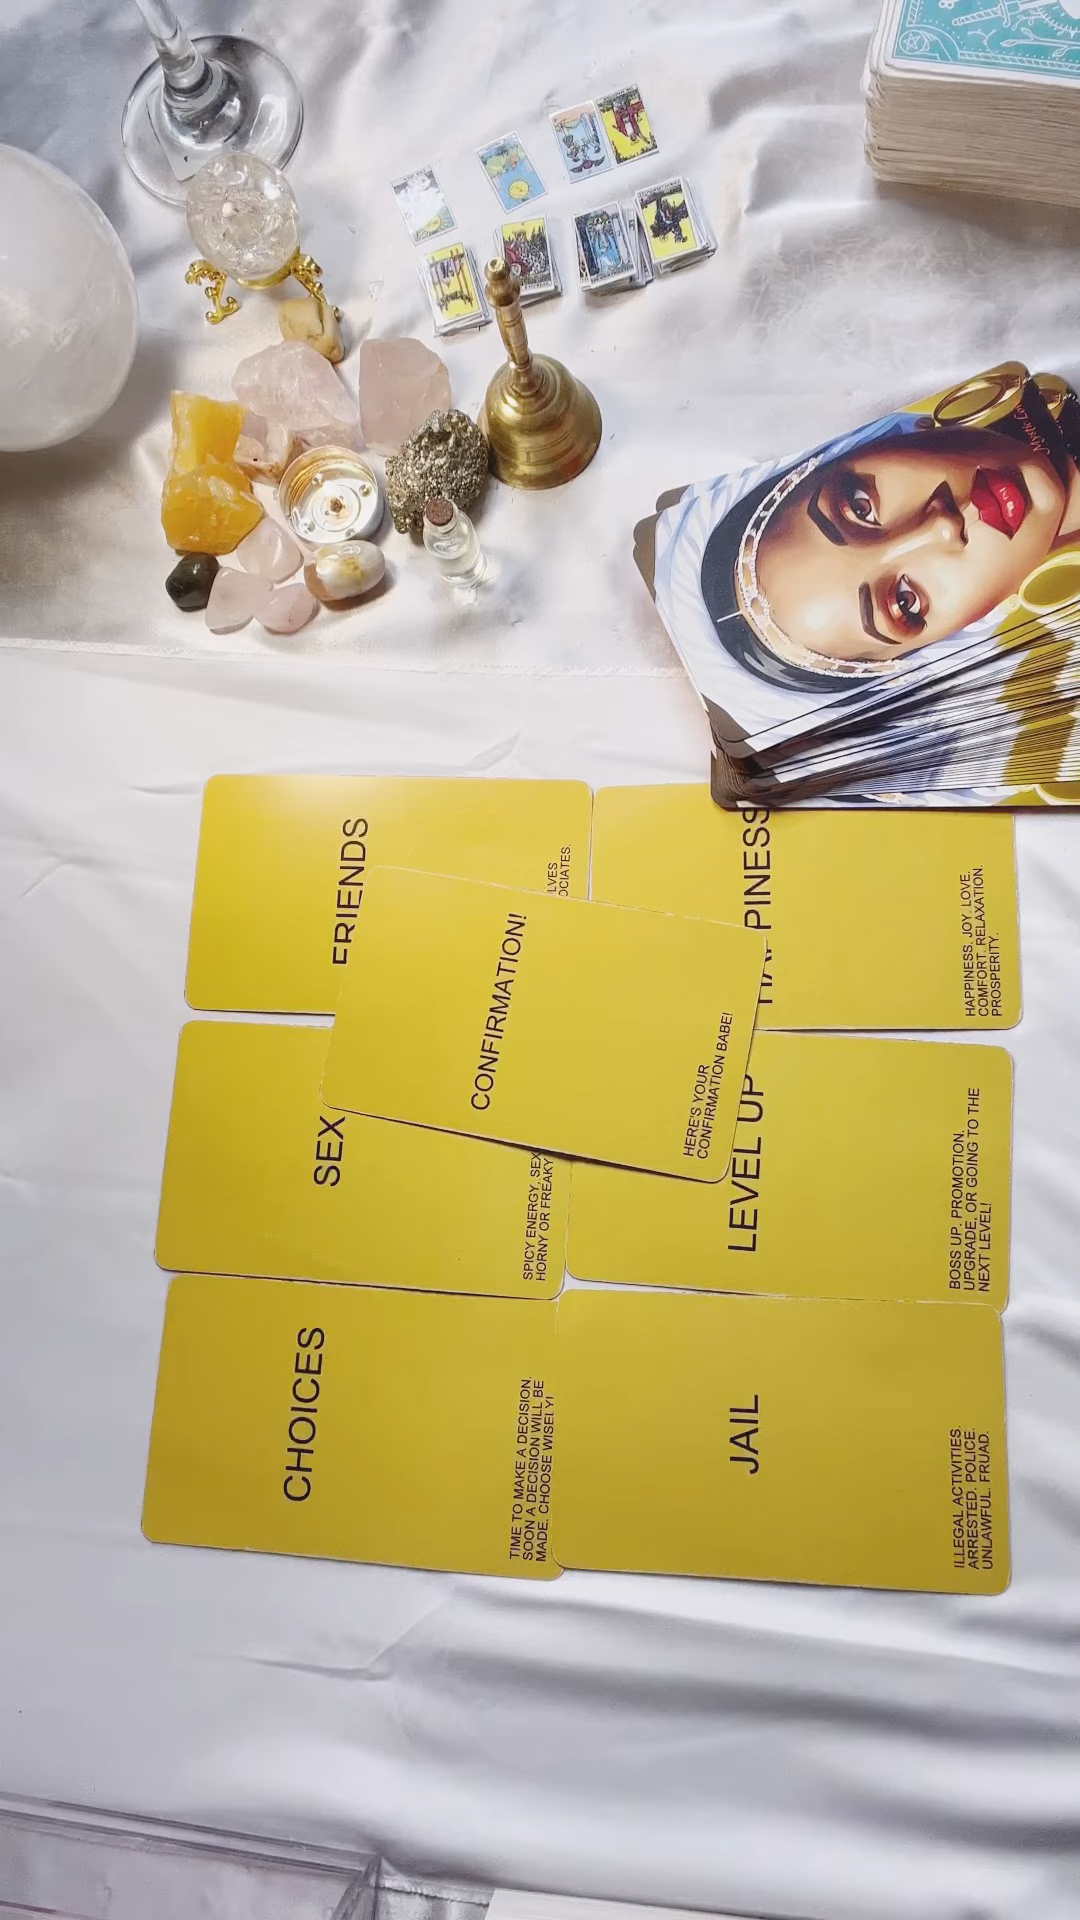 FRIENDS
LVES
OCIATES.
HAPPINESS
HAPPINESS. JOY. LOVE.
COMFORT. RELAXATION.
PROSPERITY.
CONFIRMATION!
HERE'S YOUR
CONFIRMATION BABE!
SEX
SPICY ENERGY. SEX
HORNY OR FREAKY
LEVEL UP
BOSS UP. PROMOTION.
UPGRADE, OR GOING TO THE
NEXT LEVEL!
CHOICES
TIME TO MAKE A DECISION.
SOON A DECISION WILL BE
MADE. CHOOSE WISELY!
JAIL
ILLEGAL ACTIVITIES.
ARRESTED. POLICE.
UNLAWFUL. FRUAD.